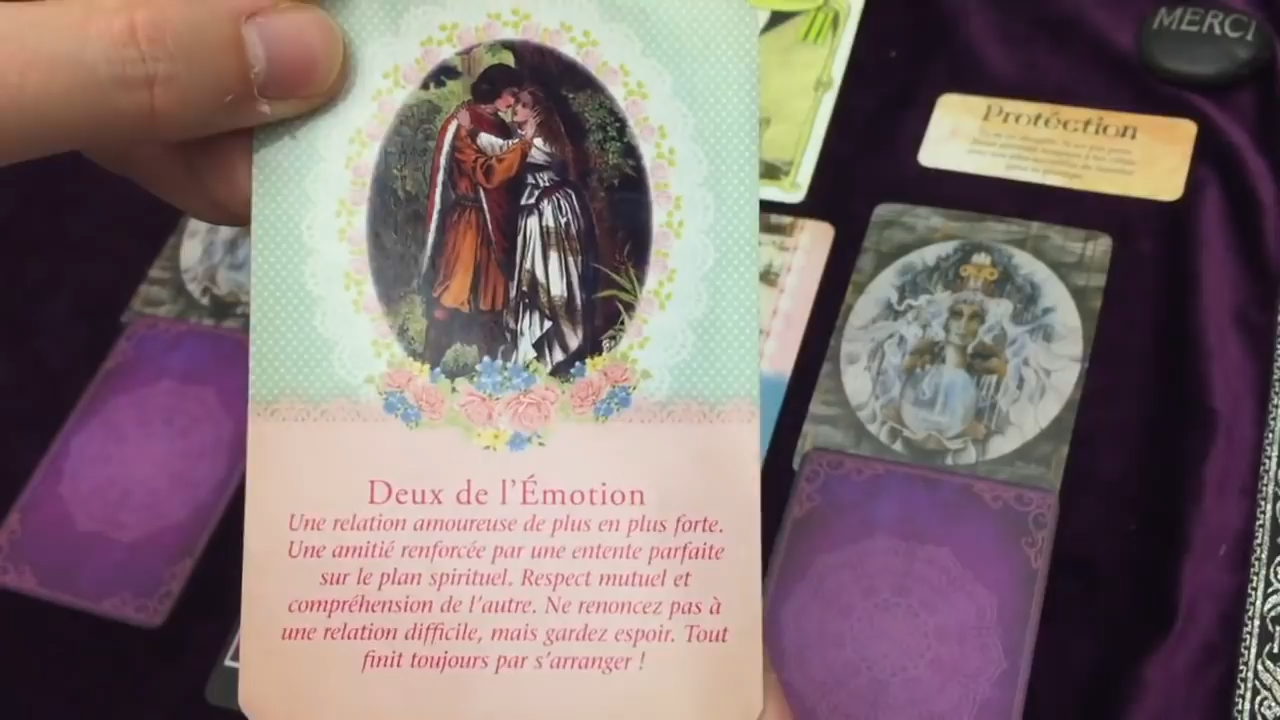 MERCI
Protection
Deux de l'Émotion
Une relation amoureuse de plus en plus forte.
Une amitié renforcée par une entente parfaite
sur le plan spirituel. Respect mutuel et
compréhension de l'autre. Ne renoncez pas à
une relation difficile, mais gardez espoir. Tout
finit toujours par s'arranger !